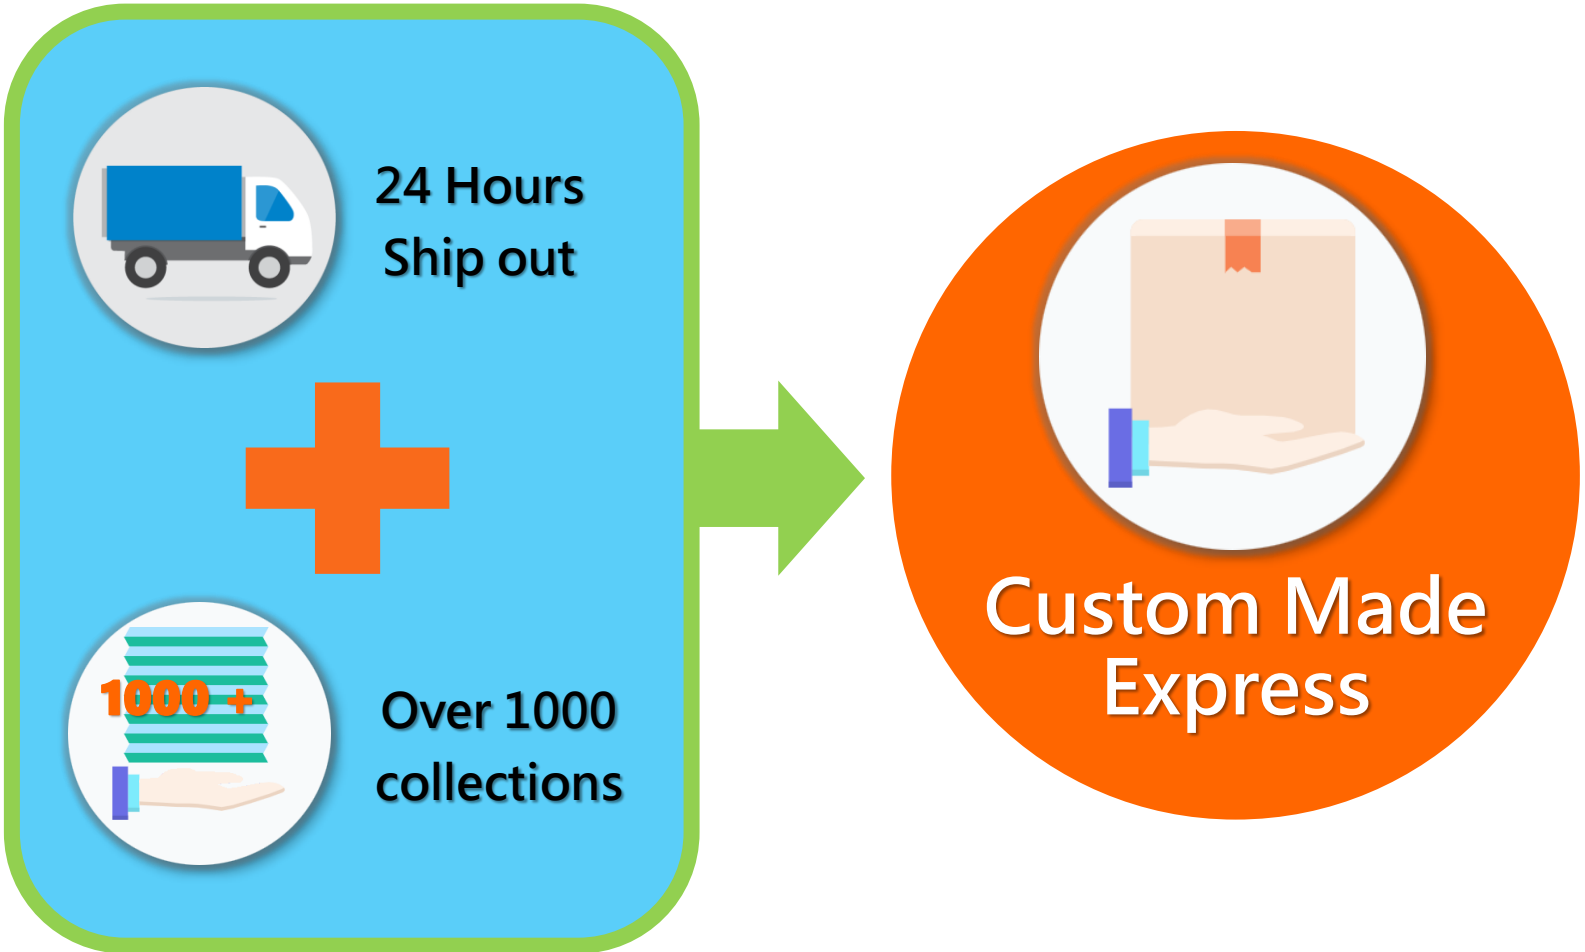 24 Hours
Ship out
1000 +
Over 1000
collections
Custom Made
Express